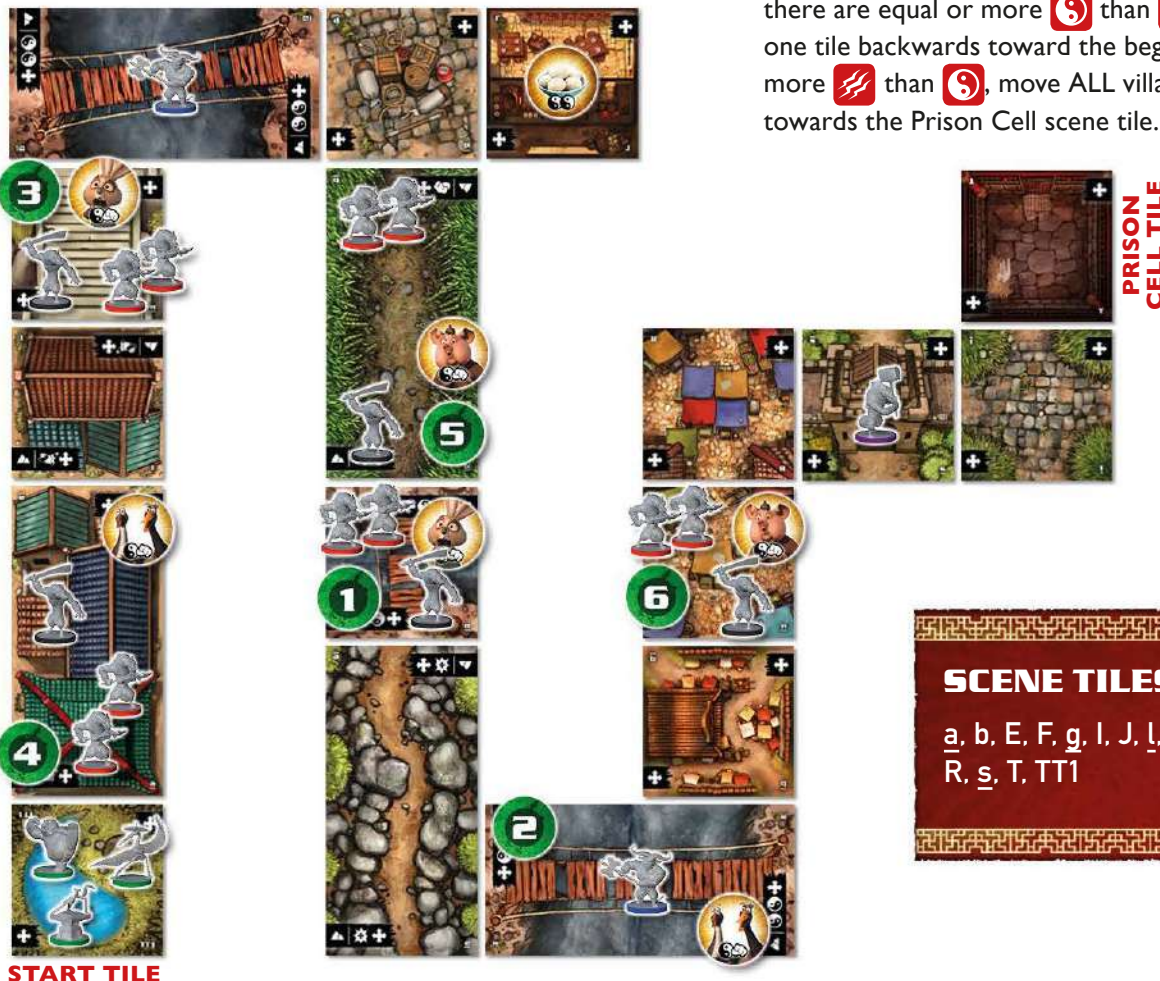 there are equal or more than
one tile backwards toward the beg
more than , move ALL villa
towards the Prison Cell scene tile.
3
PRISON
CELL TILE
5
1
6
4
2
SCENE TILES
a, b, E, F, g, I, J, l,
R, s, T, TT1
START TILE